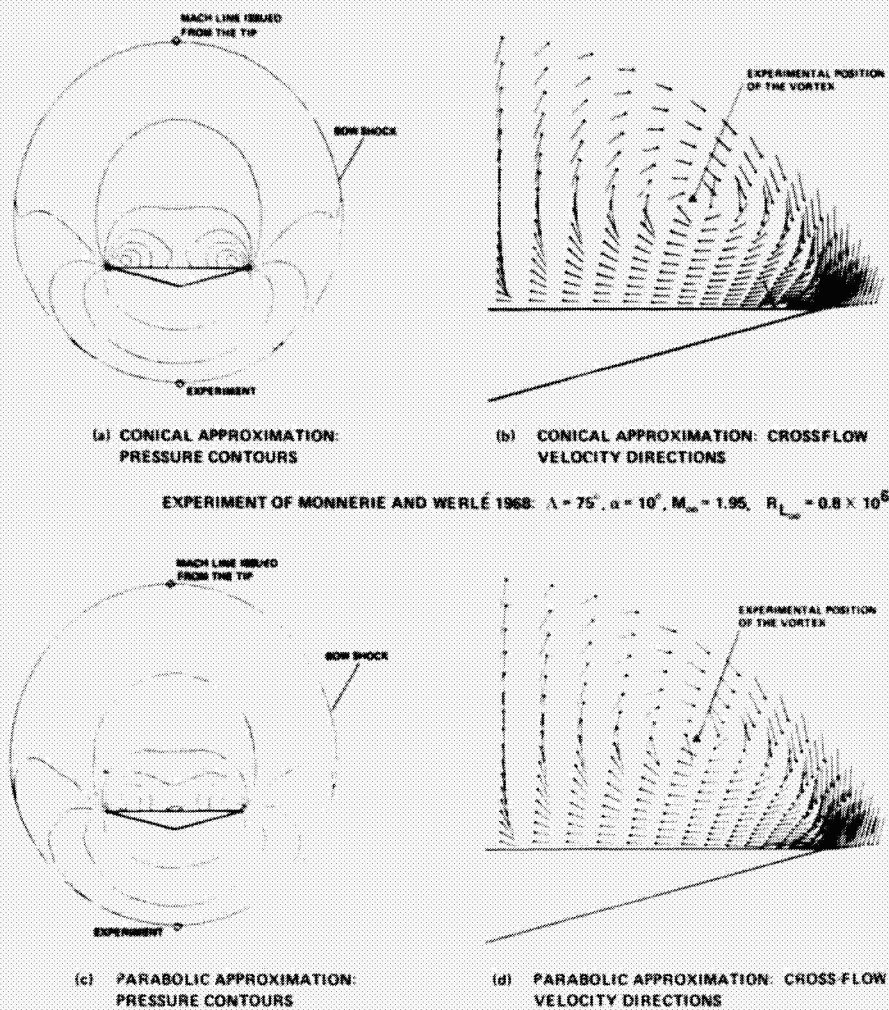 MACH LINE ISSUED
FROM THE TIP
BOW SHOCK
EXPERIMENT
EXPERIMENTAL POSITION
OF THE VORTEX
(a) CONICAL APPROXIMATION:
PRESSURE CONTOURS
(b) CONICAL APPROXIMATION: CROSSFLOW
VELOCITY DIRECTIONS
EXPERIMENT OF MONNERIE AND WERLÉ 1968: Λ = 75°, α = 10°, M∞ = 1.95, R_L∞ = 0.8 × 10⁶
MACH LINE ISSUED
FROM THE TIP
BOW SHOCK
EXPERIMENT
EXPERIMENTAL POSITION
OF THE VORTEX
(c) PARABOLIC APPROXIMATION:
PRESSURE CONTOURS
(d) PARABOLIC APPROXIMATION: CROSS-FLOW
VELOCITY DIRECTIONS